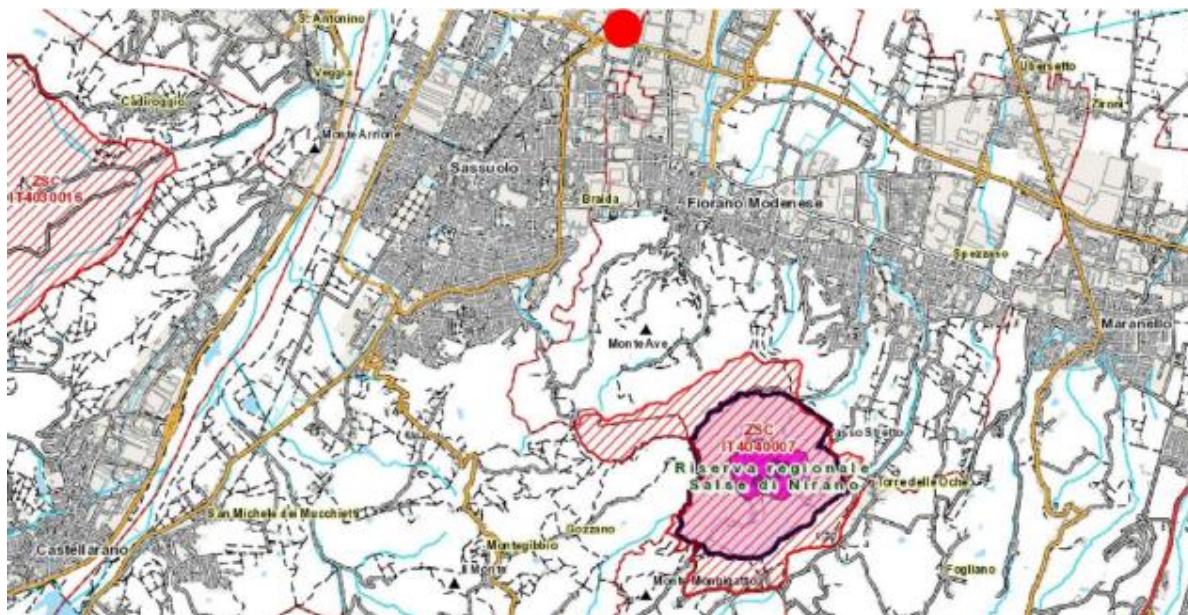 S. Antonino
Veggia
Ubersetto
Cadiroggio
Zironi
Monte Arrione
ZSC
IT4030016
Sassuolo
Braida
Fiorano Modenese
Spezzano
Maranello
Monte Ave
ZSC
IT4040007
Riserva regionale
Salse di Nirano
Torre delle Oche
San Michele dei Mucchietti
Gozzano
Castellarano
Montegibbio
Il Monte
Fogliano